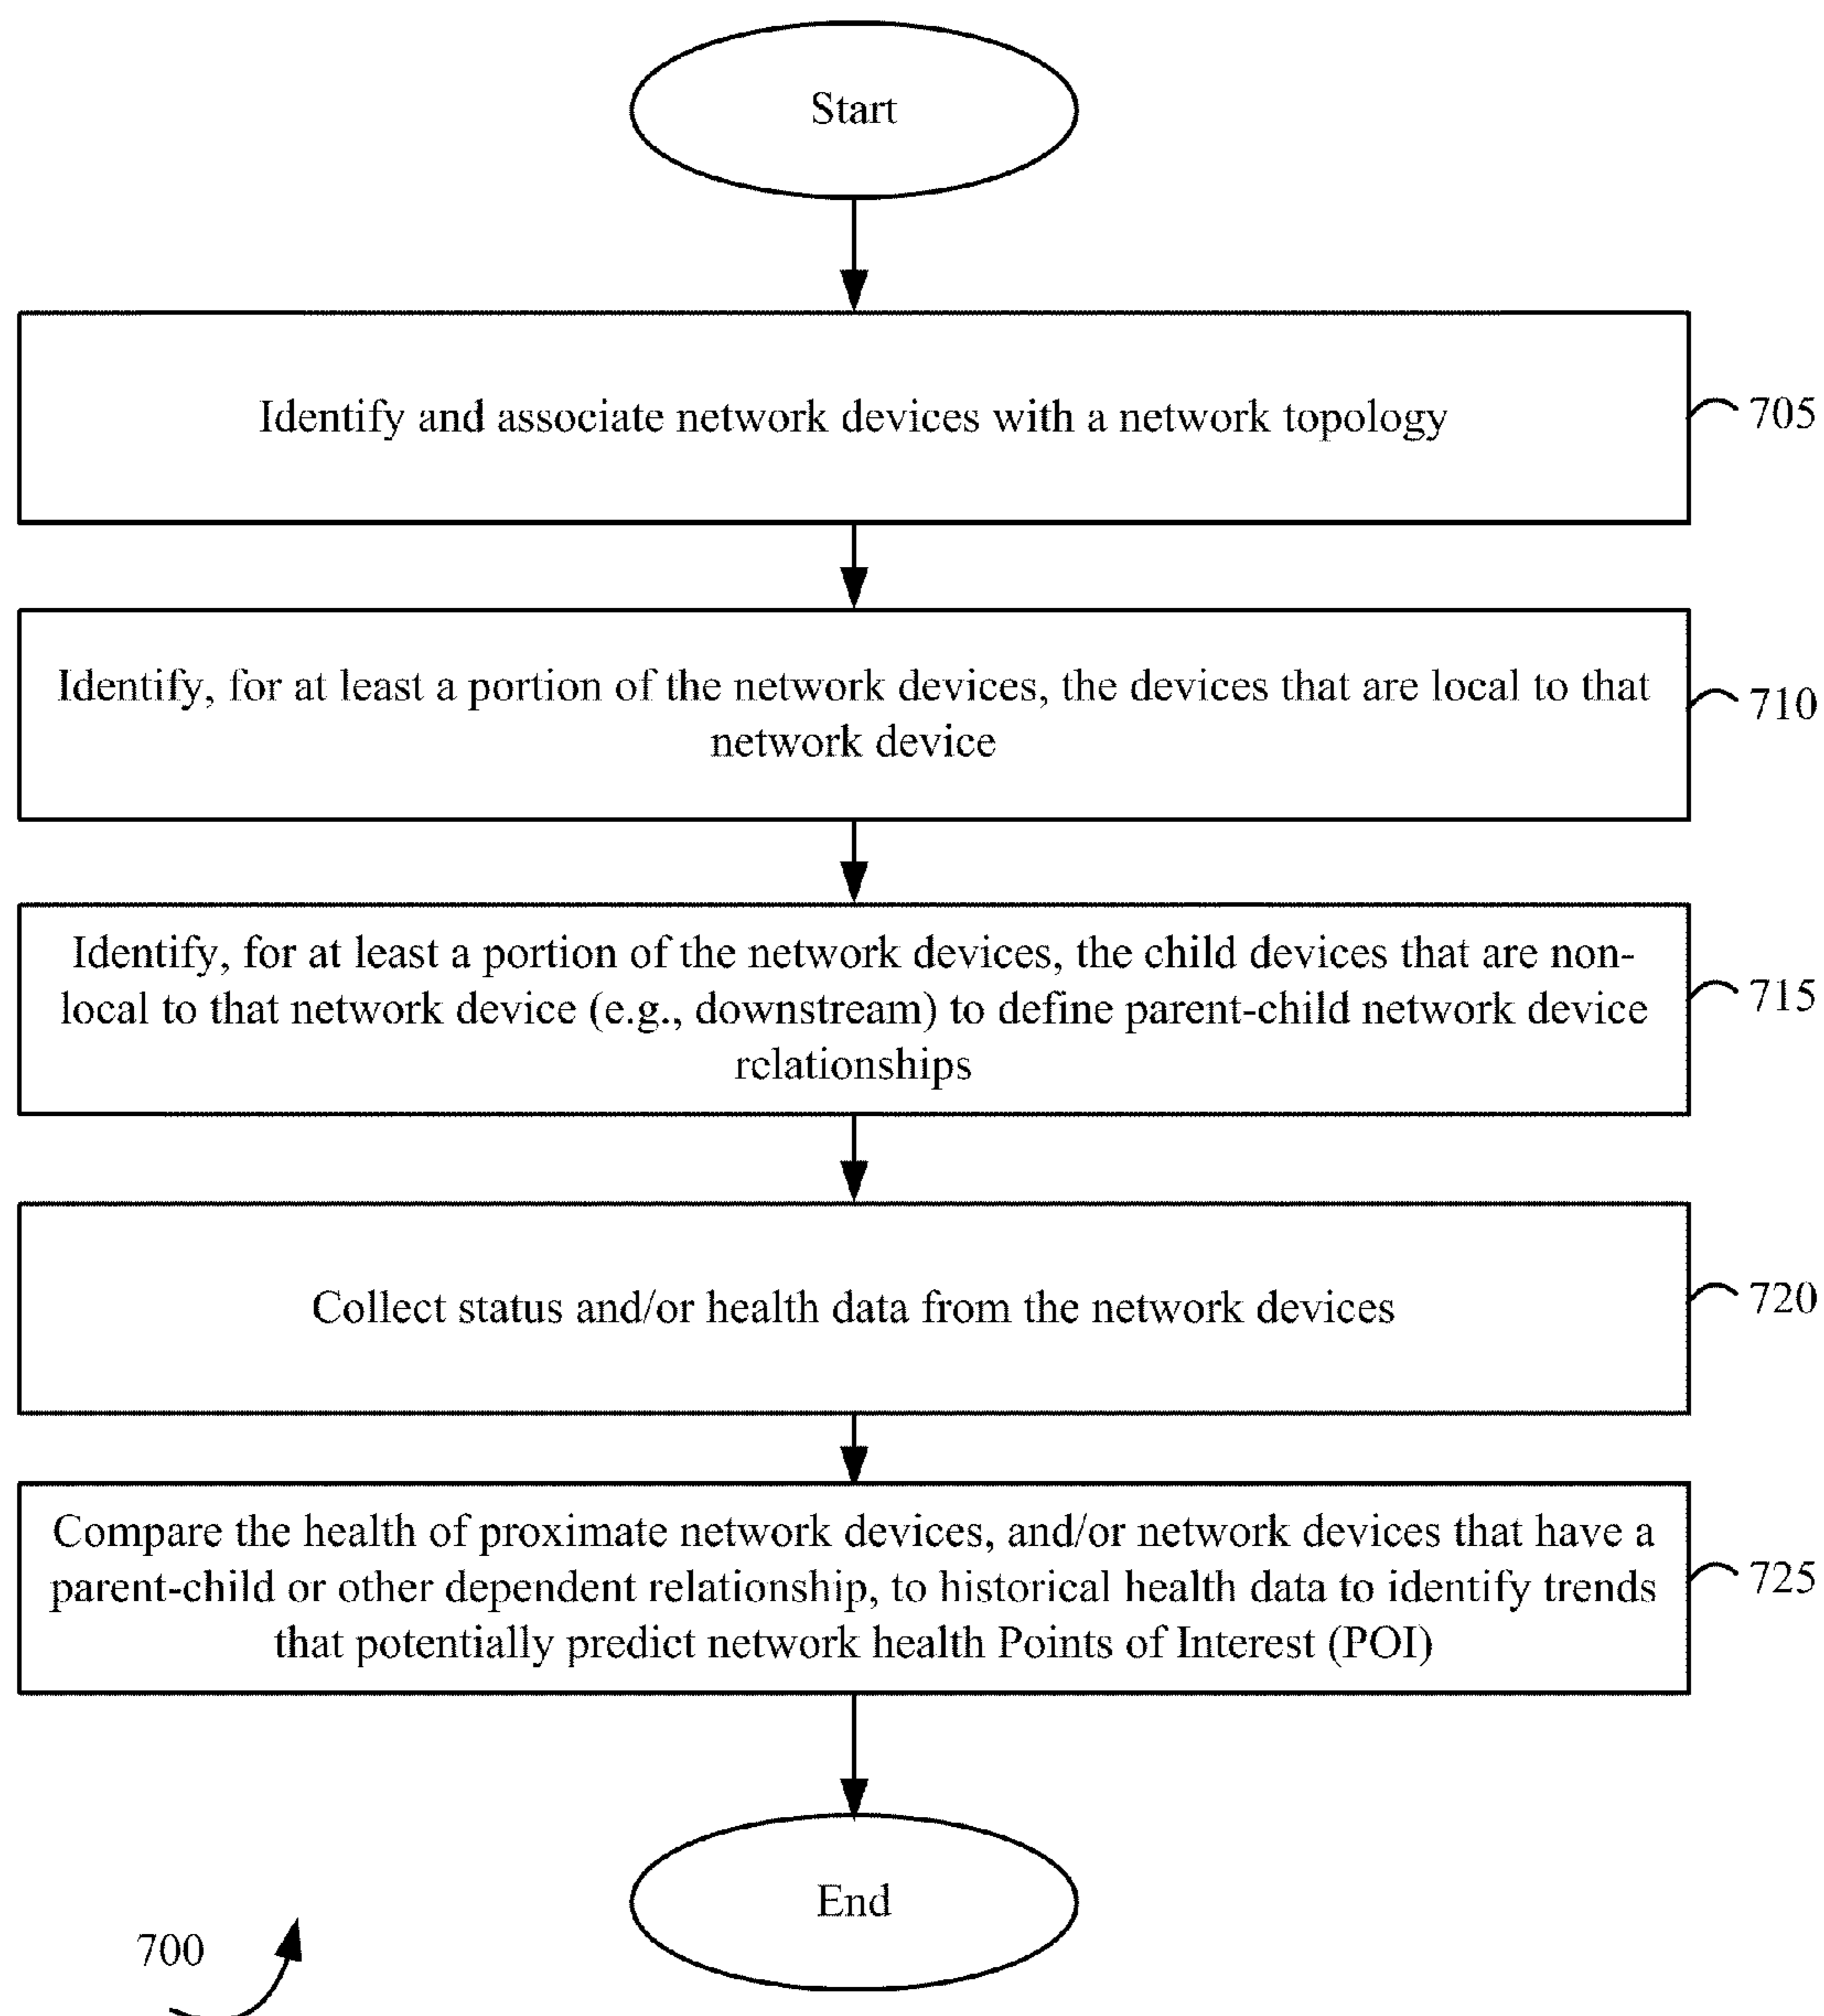 Start
Identify and associate network devices with a network topology
705
Identify, for at least a portion of the network devices, the devices that are local to that
network device
710
Identify, for at least a portion of the network devices, the child devices that are non-
local to that network device (e.g., downstream) to define parent-child network device
relationships
715
Collect status and/or health data from the network devices
720
Compare the health of proximate network devices, and/or network devices that have a
parent-child or other dependent relationship, to historical health data to identify trends
that potentially predict network health Points of Interest (POI)
725
End
700